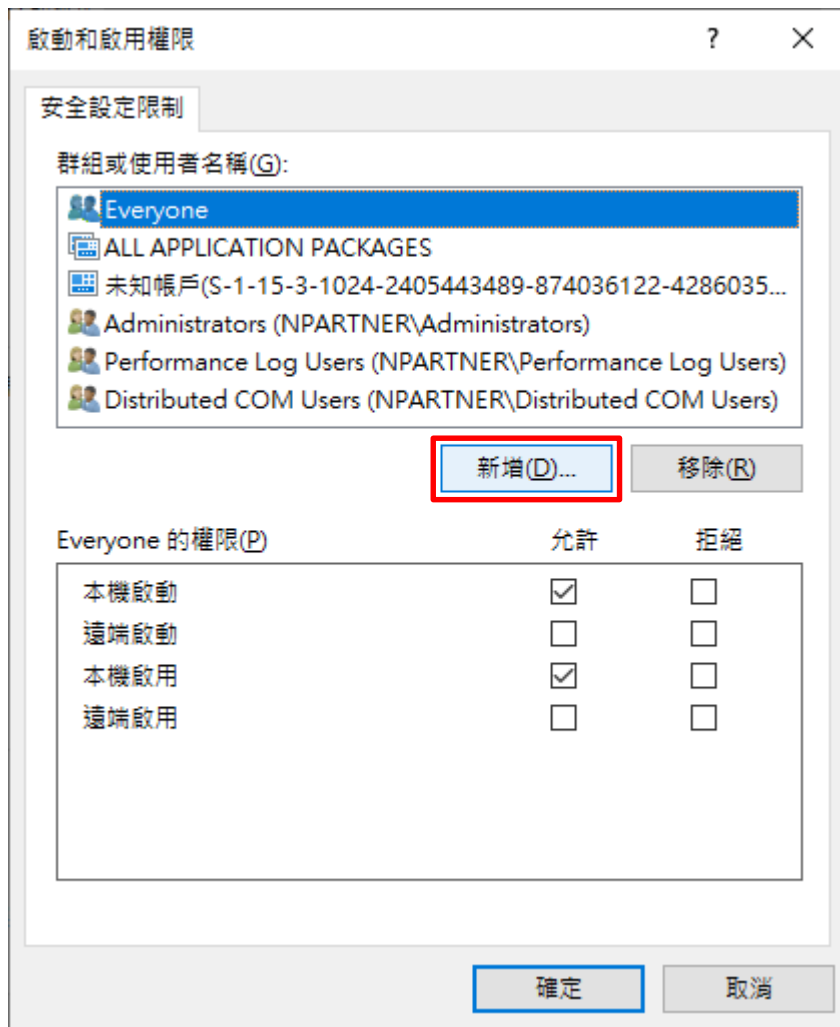 啟動和啟用權限 ?
安全設定限制
群組或使用者名稱(G):
Everyone
ALL APPLICATION PACKAGES
未知帳戶(S-1-15-3-1024-2405443489-874036122-4286035...
Administrators (NPARTNER\Administrators)
Performance Log Users (NPARTNER\Performance Log Users)
Distributed COM Users (NPARTNER\Distributed COM Users)
新增(D)... 移除(R)
Everyone 的權限(P) 允許 拒絕
本機啟動
遠端啟動
本機啟用
遠端啟用
確定 取消